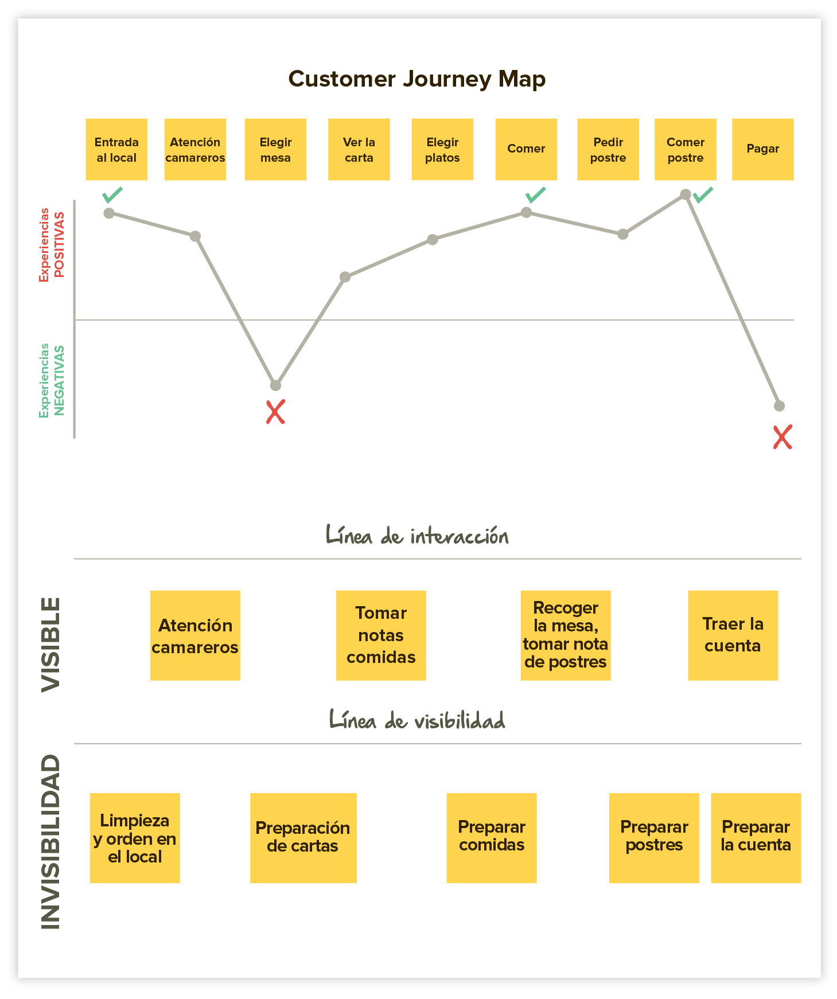 Customer Journey Map
Entrada
al local
Atención
camareros
Elegir
mesa
Ver la
carta
Elegir
platos
Comer
Pedir
postre
Comer
postre
Pagar
Experiencias
POSITIVAS
Experiencias
NEGATIVAS
Línea de interacción
VISIBLE
Atención
camareros
Tomar
notas
comidas
Recoger
la mesa,
tomar nota
de postres
Traer la
cuenta
Línea de visibilidad
INVISIBILIDAD
Limpieza
y orden en
el local
Preparación
de cartas
Preparar
comidas
Preparar
postres
Preparar
la cuenta